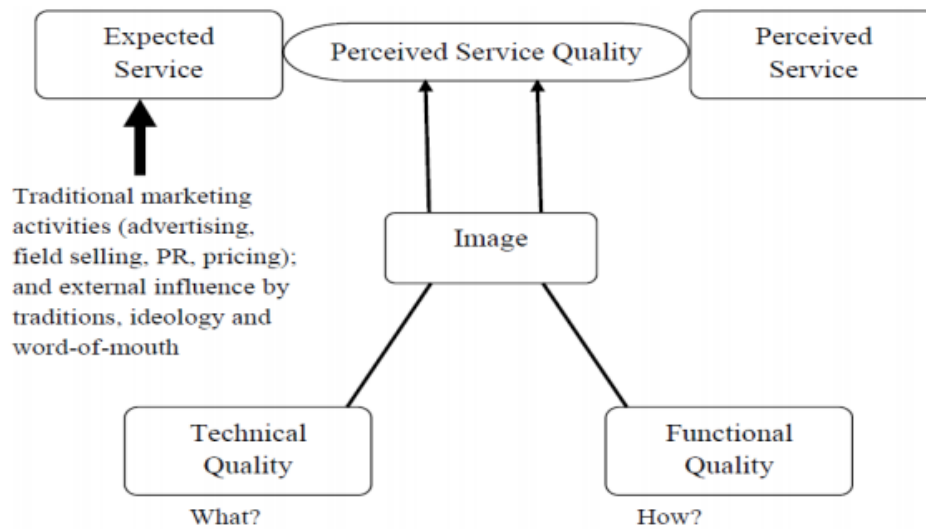 Expected
Service
Perceived Service Quality
Perceived
Service
Traditional marketing
activities (advertising,
field selling, PR, pricing);
and external influence by
traditions, ideology and
word-of-mouth
Image
Technical
Quality
Functional
Quality
What?
How?